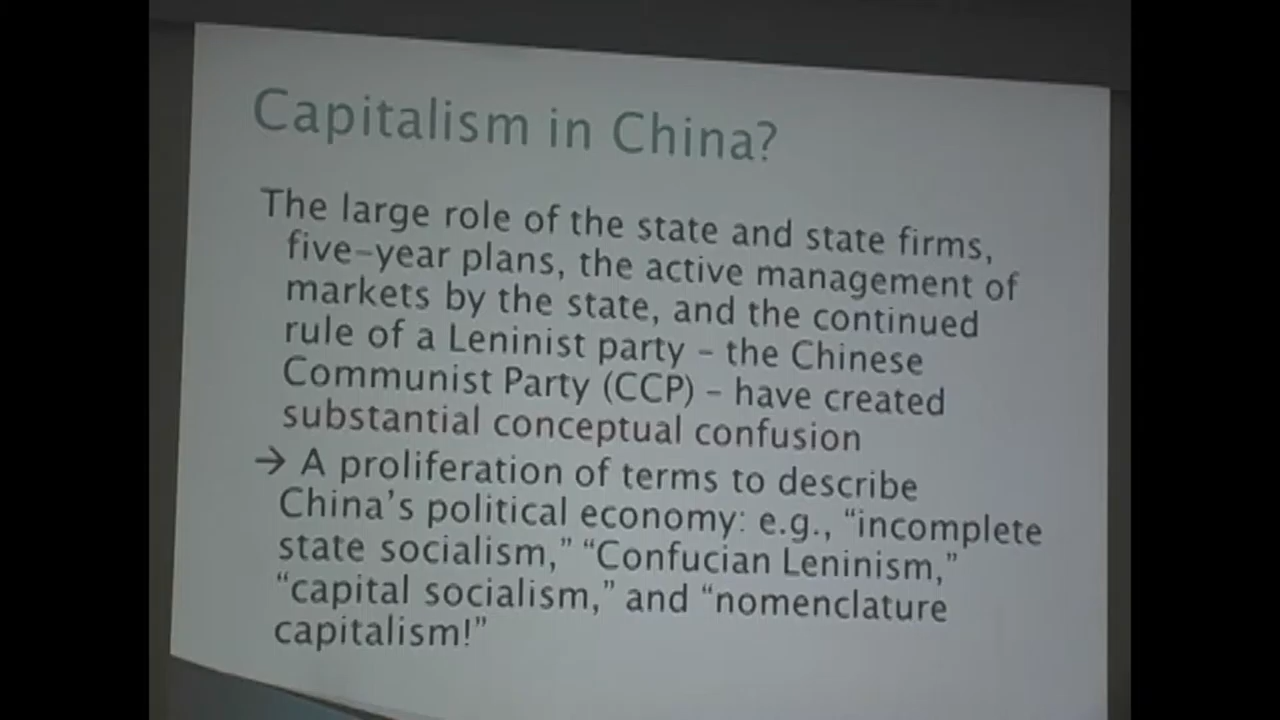 Capitalism in China?
The large role of the state and state firms,
five-year plans, the active management of
markets by the state, and the continued
rule of a Leninist party – the Chinese
Communist Party (CCP) – have created
substantial conceptual confusion
→ A proliferation of terms to describe
China’s political economy: e.g., “incomplete
state socialism,” “Confucian Leninism,”
“capital socialism,” and “nomenclature
capitalism!”